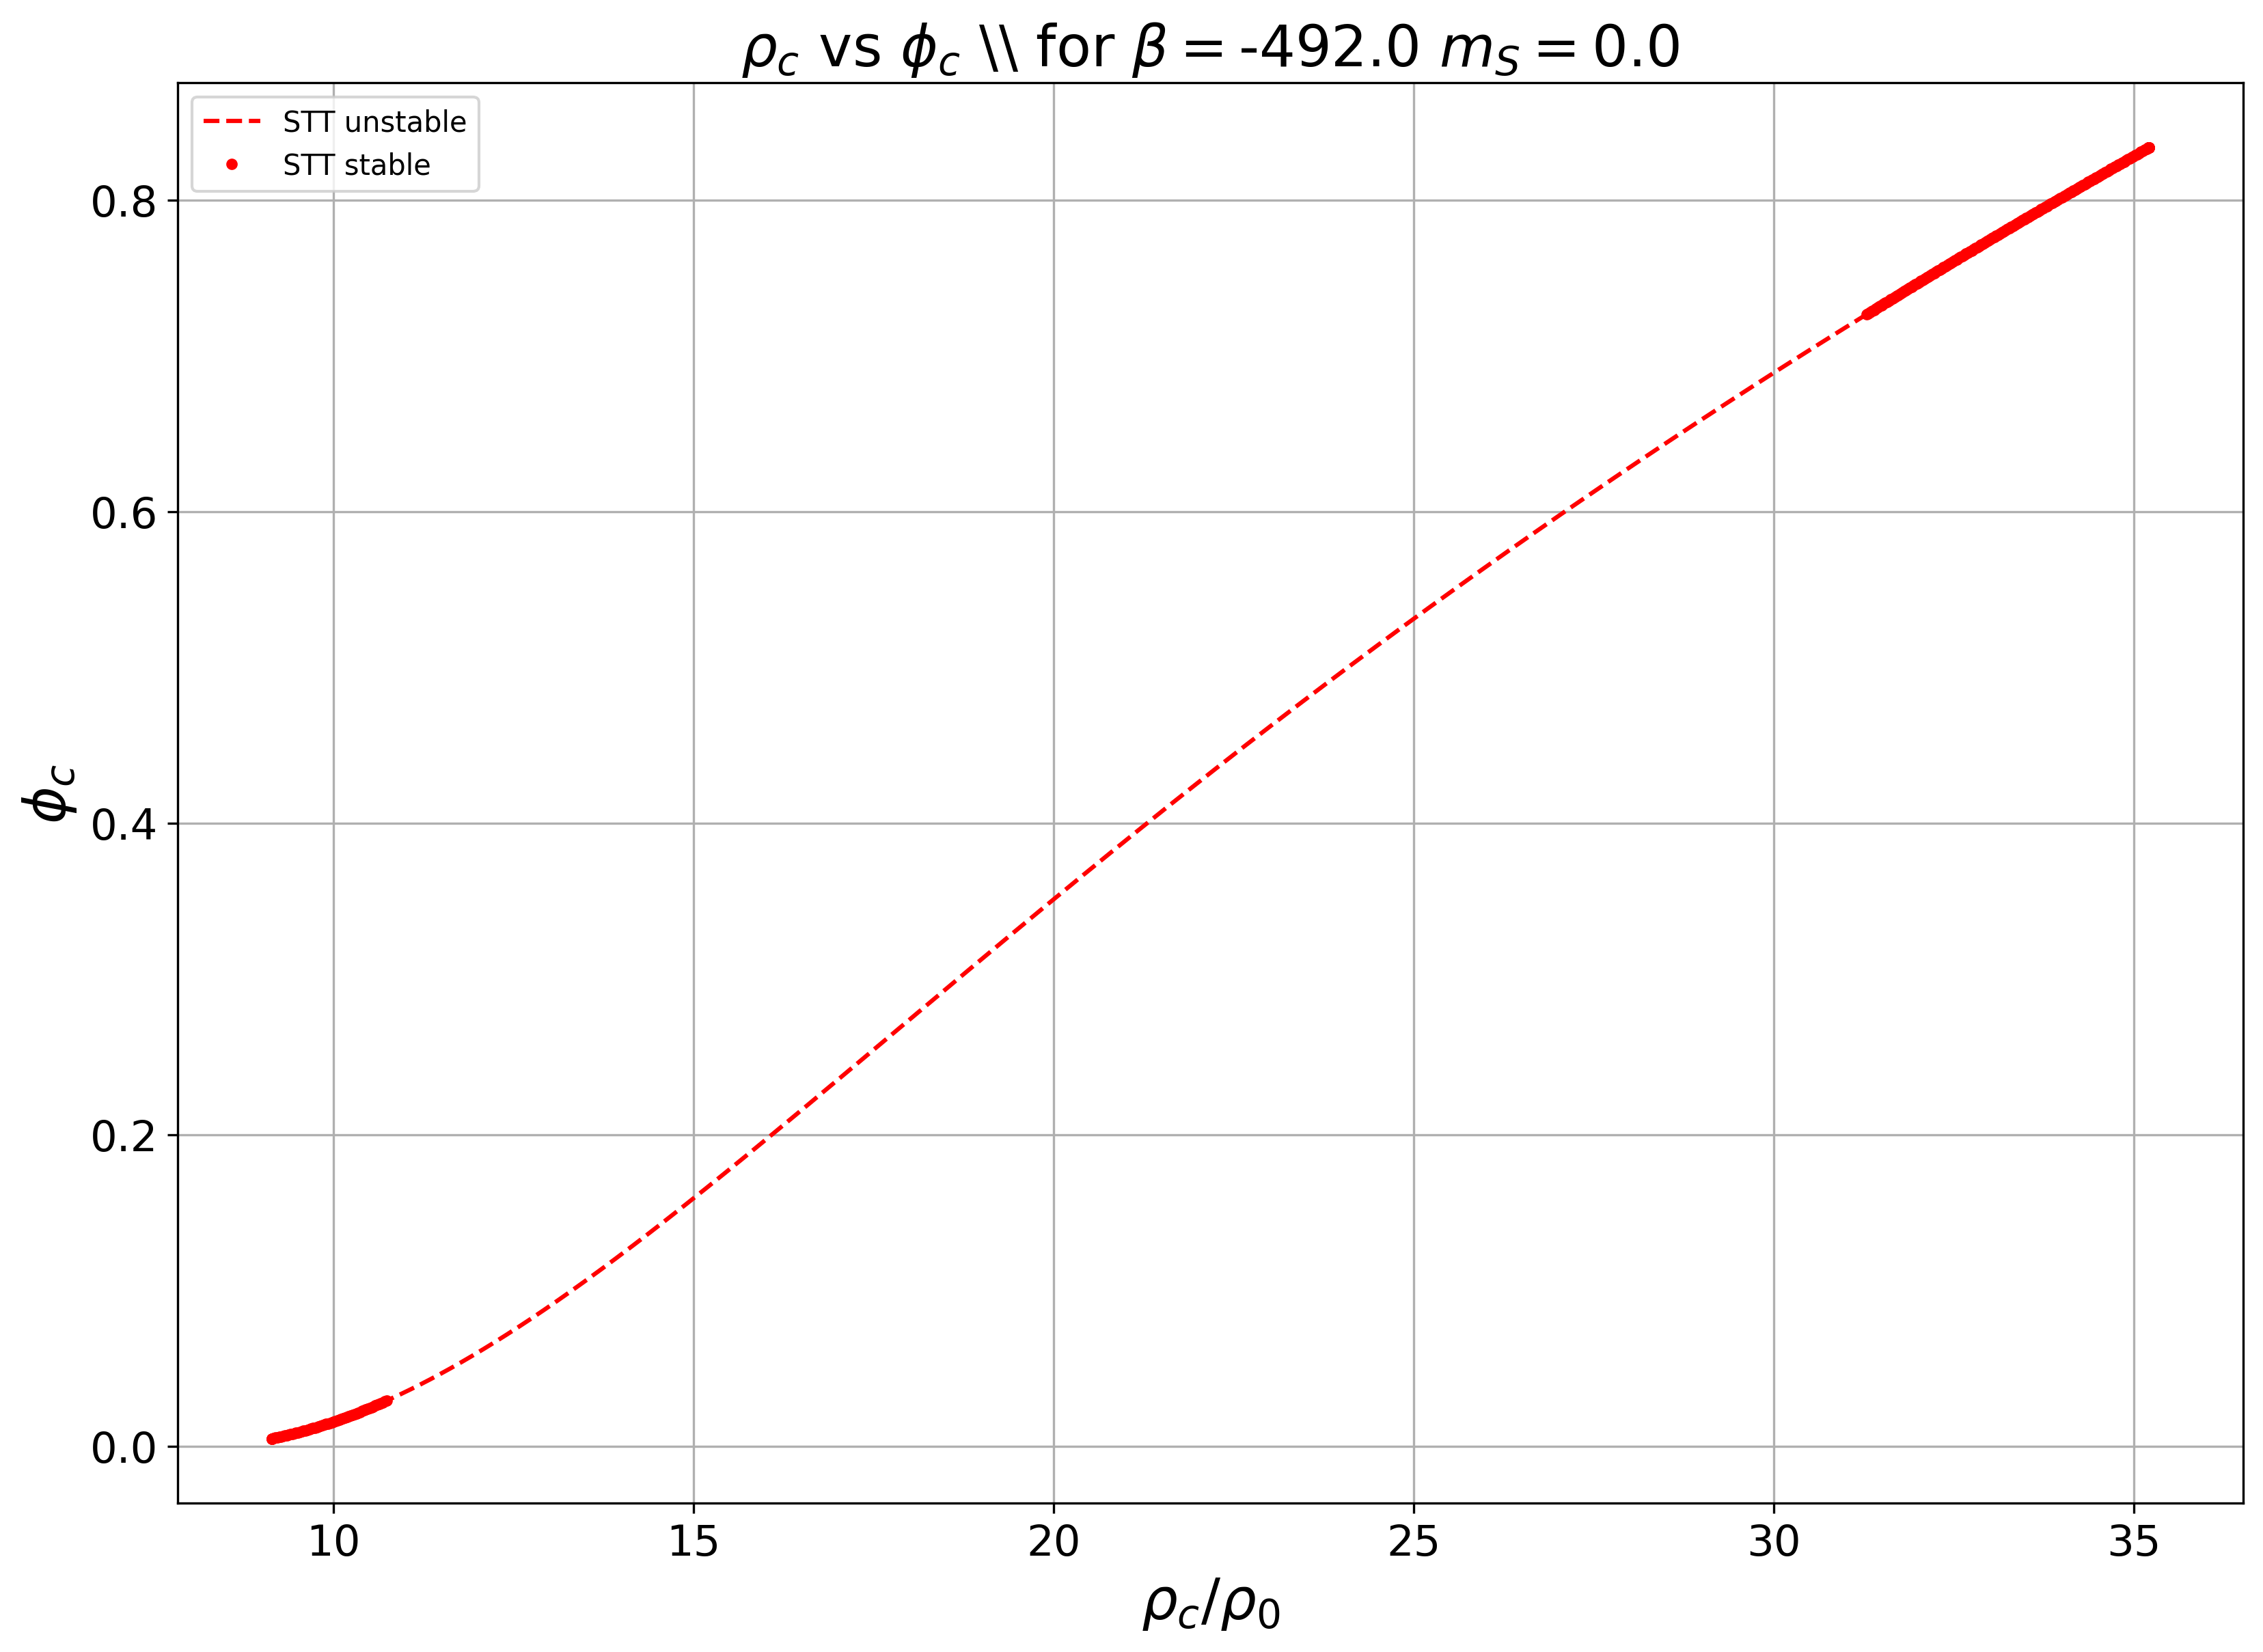 ρ_c vs ϕ_c \\ for β = -492.0 m_S = 0.0
STT unstable
STT stable
ϕ_c
0.8
0.6
0.4
0.2
0.0
10 15 20 25 30 35
ρ_c/ρ_0